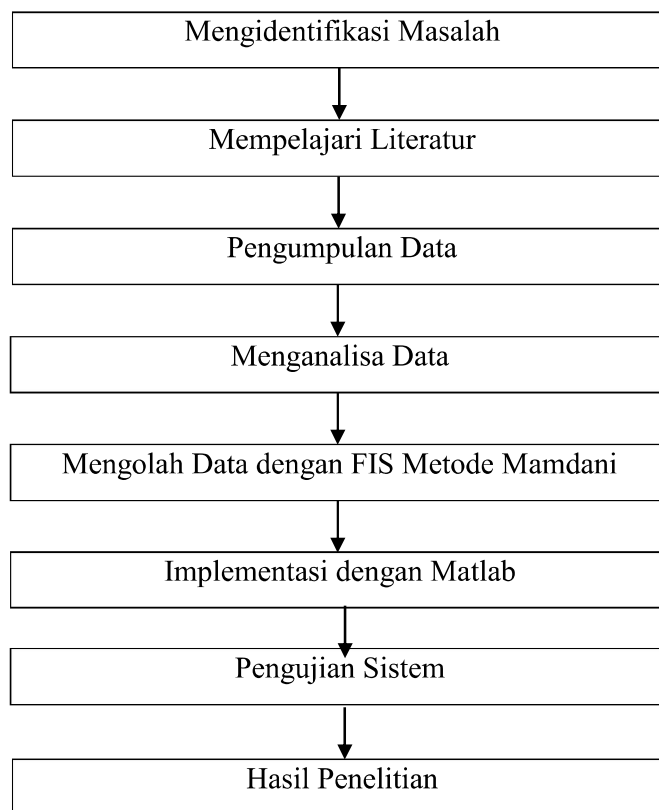 Mengidentifikasi Masalah
Mempelajari Literatur
Pengumpulan Data
Menganalisa Data
Mengolah Data dengan FIS Metode Mamdani
Implementasi dengan Matlab
Pengujian Sistem
Hasil Penelitian